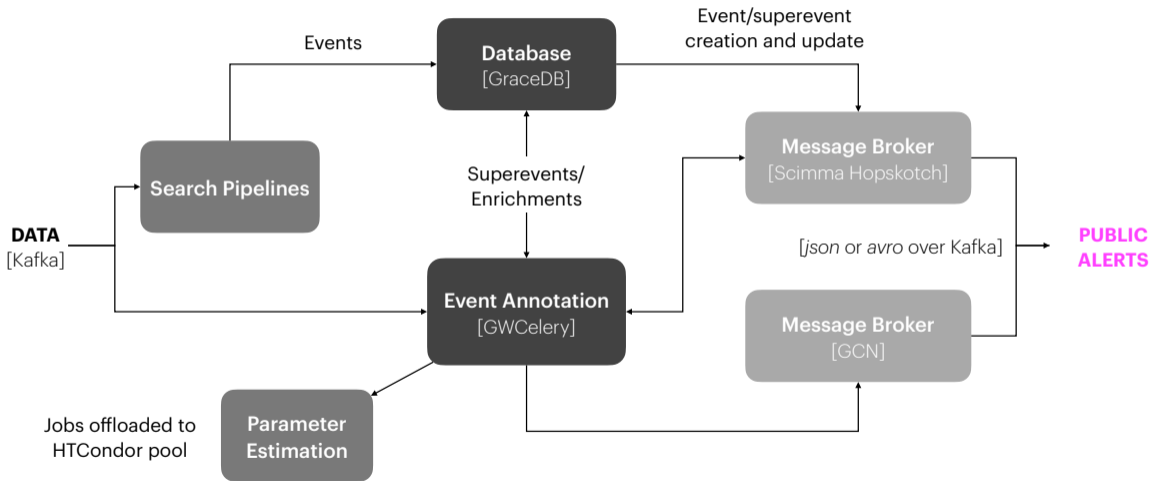 Events
Event/superevent
creation and update
Database
[GraceDB]
Message Broker
[Scimma Hopskotch]
Search Pipelines
Superevents/
Enrichments
DATA
[Kafka]
[json or avro over Kafka]
PUBLIC
ALERTS
Event Annotation
[GWCelery]
Message Broker
[GCN]
Jobs offloaded to
HTCondor pool
Parameter
Estimation